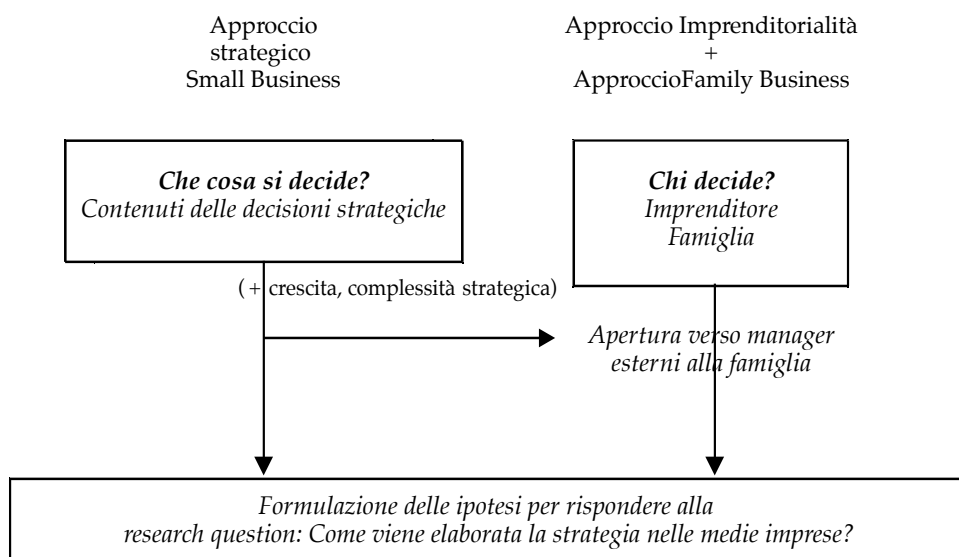 Approccio
strategico
Small Business
Approccio Imprenditorialità
+
ApproccioFamily Business
Che cosa si decide?
Contenuti delle decisioni strategiche
Chi decide?
Imprenditore
Famiglia
( + crescita, complessità strategica)
Apertura verso manager
esterni alla famiglia
Formulazione delle ipotesi per rispondere alla
research question: Come viene elaborata la strategia nelle medie imprese?